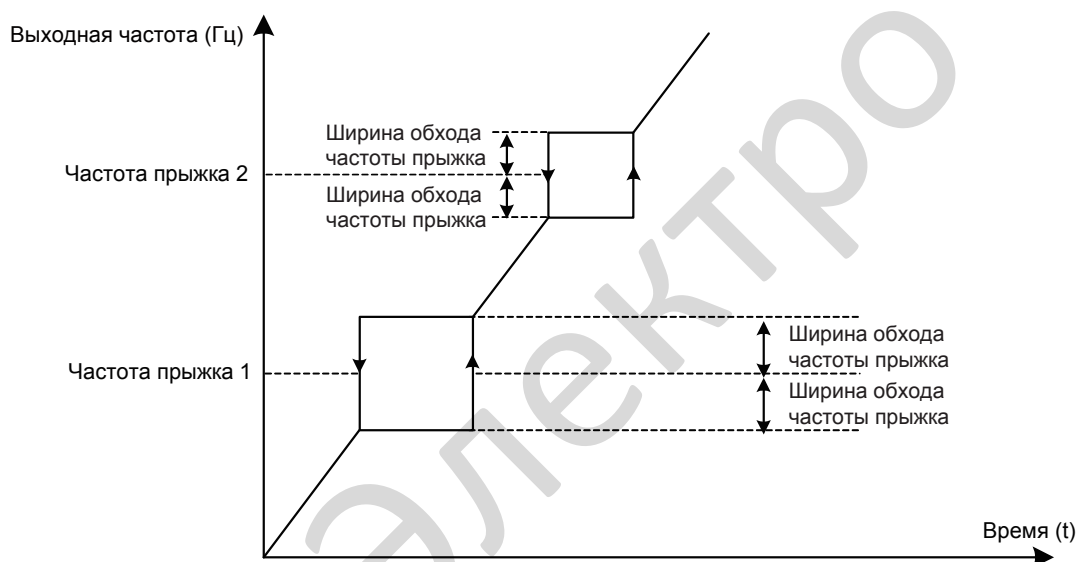 Выходная частота (Гц)
Ширина обхода
частоты прыжка
Частота прыжка 2
Ширина обхода
частоты прыжка
Ширина обхода
частоты прыжка
Частота прыжка 1
Ширина обхода
частоты прыжка
Время (t)
Электро